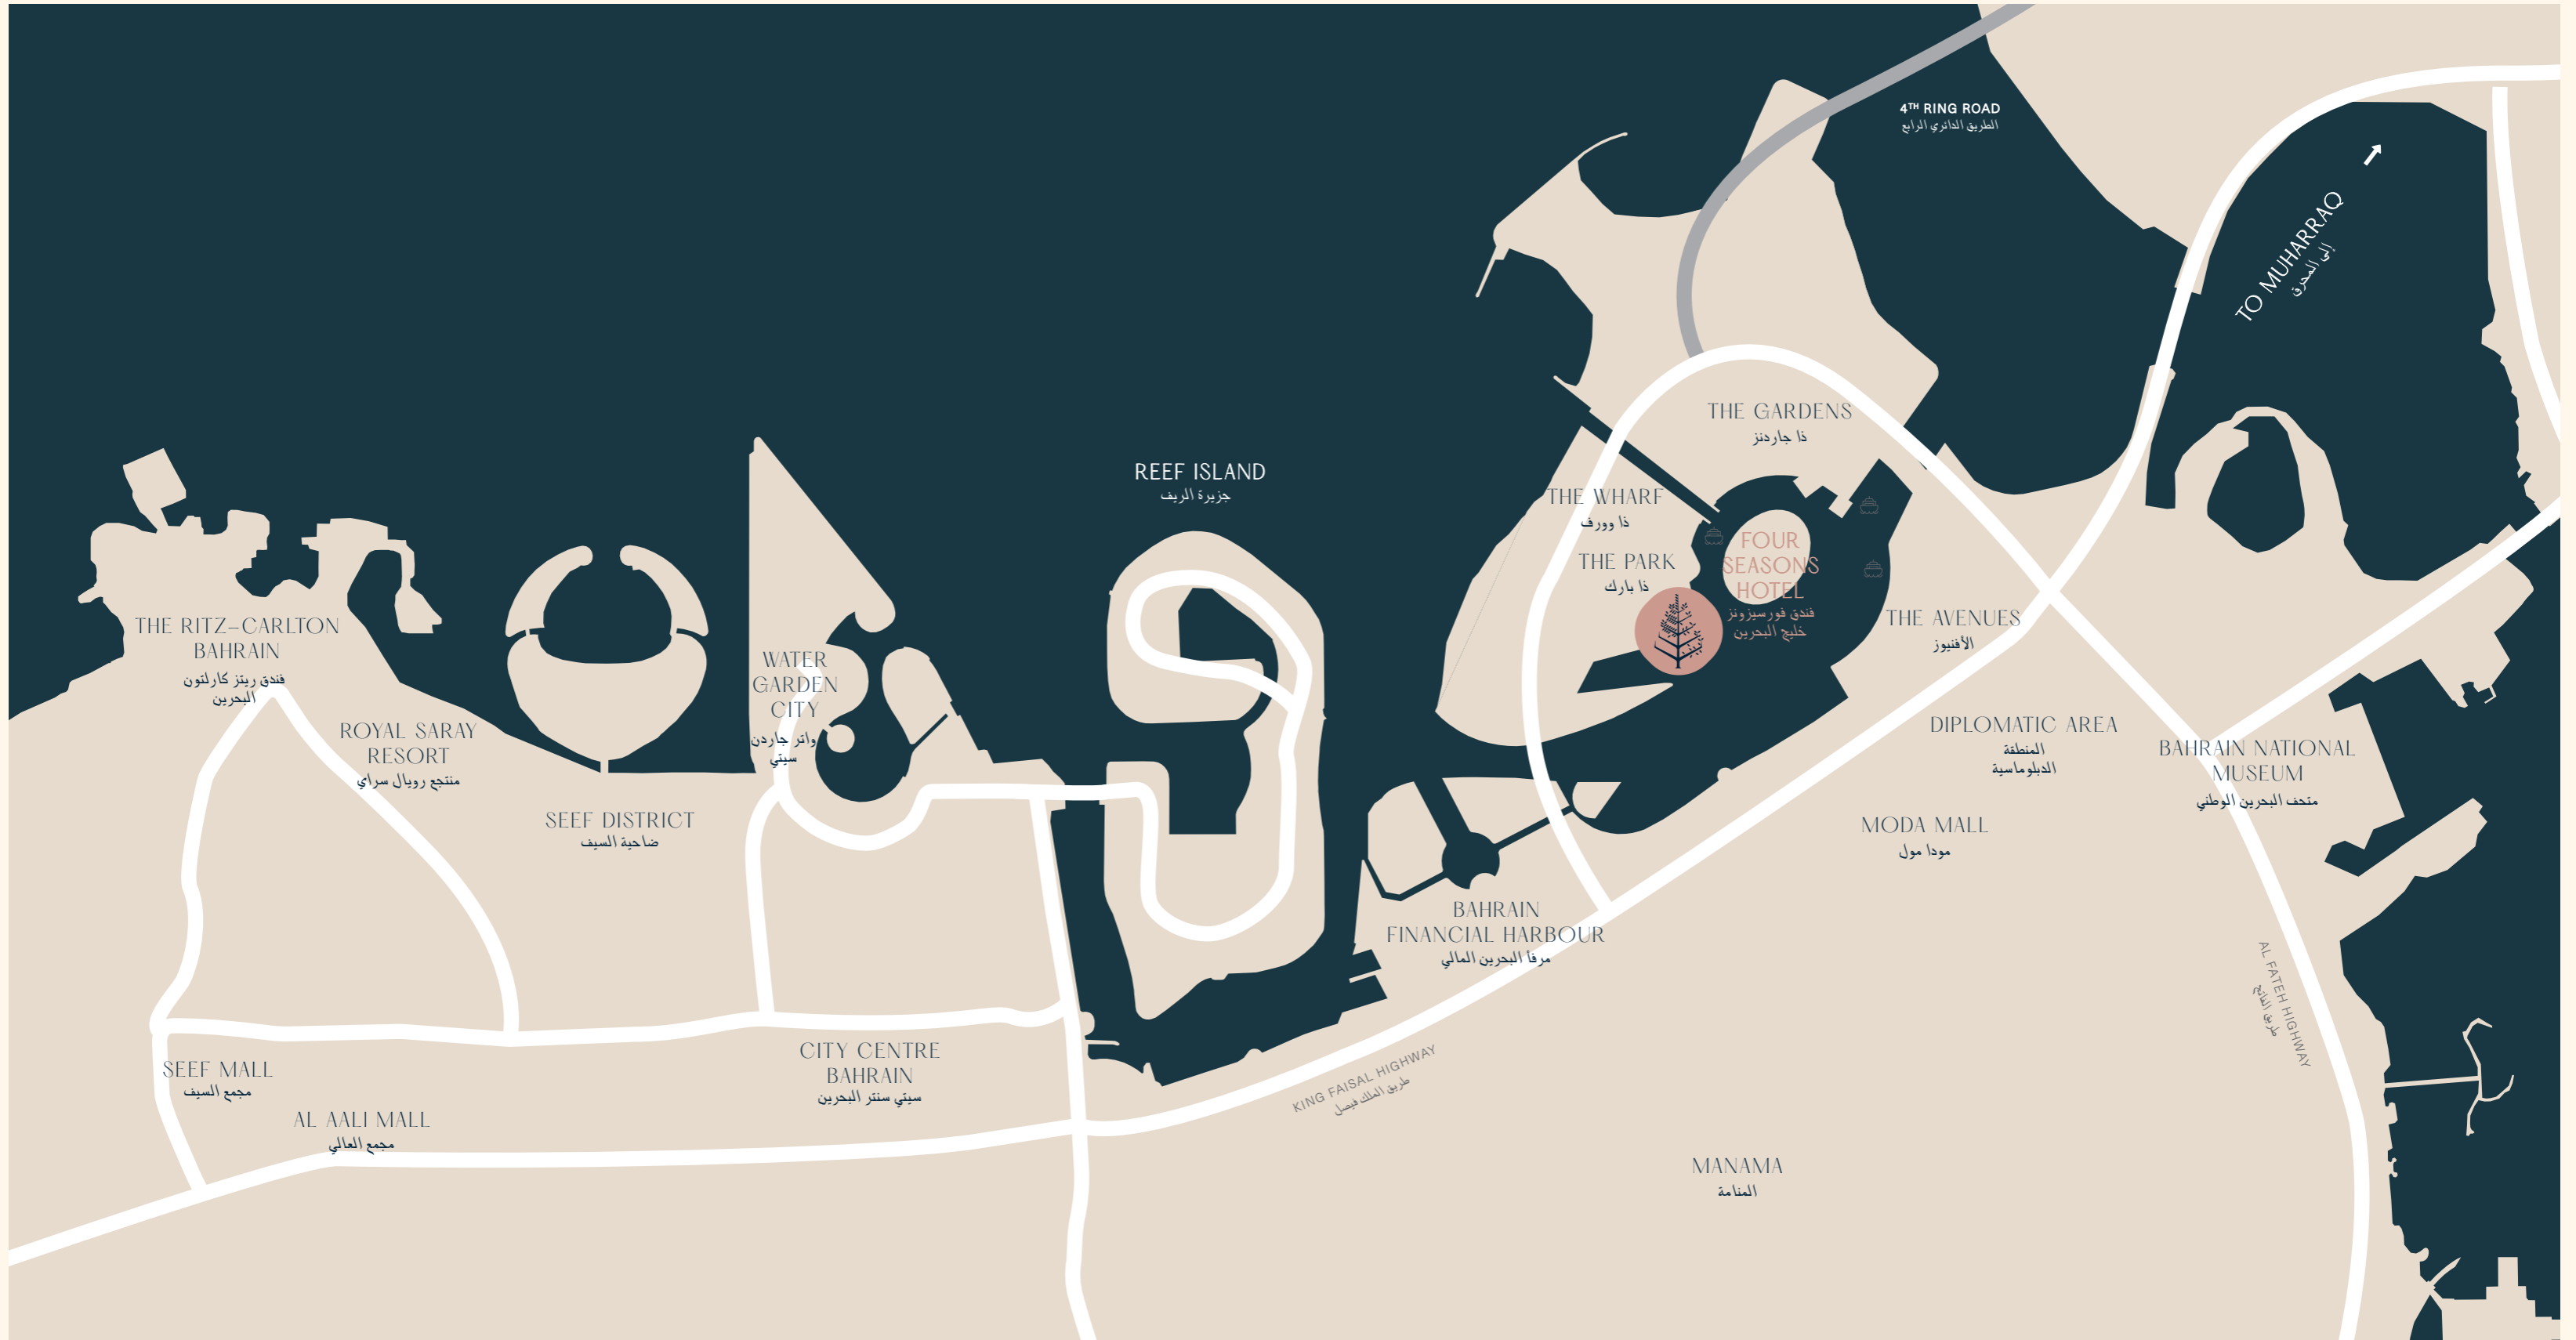 4TH RING ROAD
الطريق الدائري الرابع
TO MUHARRAQ
إلى المحرق
THE GARDENS
ذا جاردنز
REEF ISLAND
جزيرة الريف
THE WHARF
ذا وورف
THE PARK
ذا بارك
FOUR
SEASONS
HOTEL
فندق فورسيزونز
خليج البحرين
THE AVENUES
الأفنيوز
THE RITZ-CARLTON
BAHRAIN
فندق ريتز كارلتون
البحرين
WATER
GARDEN
CITY
واتر جاردن
سيتي
ROYAL SARAY
RESORT
منتجع رويال سراي
DIPLOMATIC AREA
المنطقة
الدبلوماسية
BAHRAIN NATIONAL
MUSEUM
متحف البحرين الوطني
SEEF DISTRICT
ضاحية السيف
MODA MALL
مودا مول
BAHRAIN
FINANCIAL HARBOUR
مرفأ البحرين المالي
AL FATEH HIGHWAY
طريق الفاتح
KING FAISAL HIGHWAY
طريق الملك فيصل
CITY CENTRE
BAHRAIN
سيتي سنتر البحرين
SEEF MALL
مجمع السيف
AL AALI MALL
مجمع العالي
MANAMA
المنامة